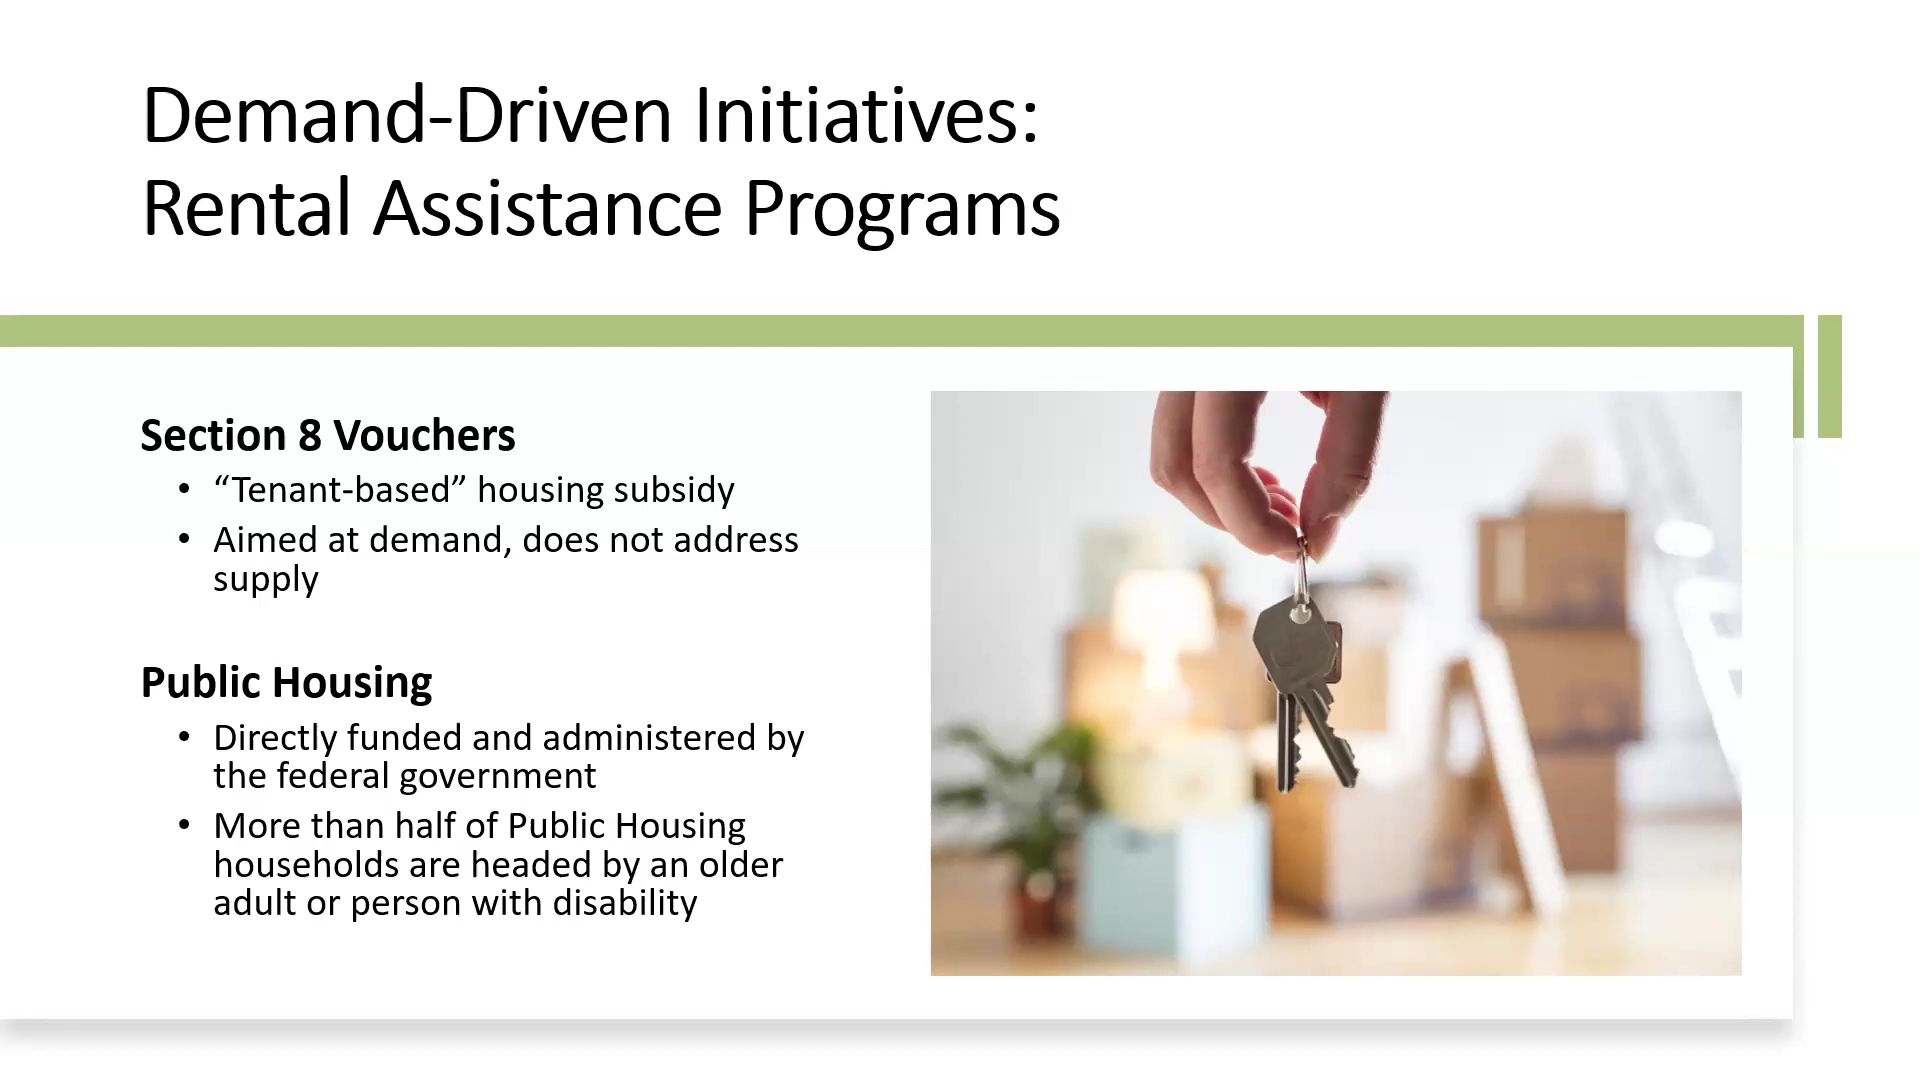 Demand-Driven Initiatives:
Rental Assistance Programs
Section 8 Vouchers
• “Tenant-based” housing subsidy
• Aimed at demand, does not address
supply
Public Housing
• Directly funded and administered by
the federal government
• More than half of Public Housing
households are headed by an older
adult or person with disability